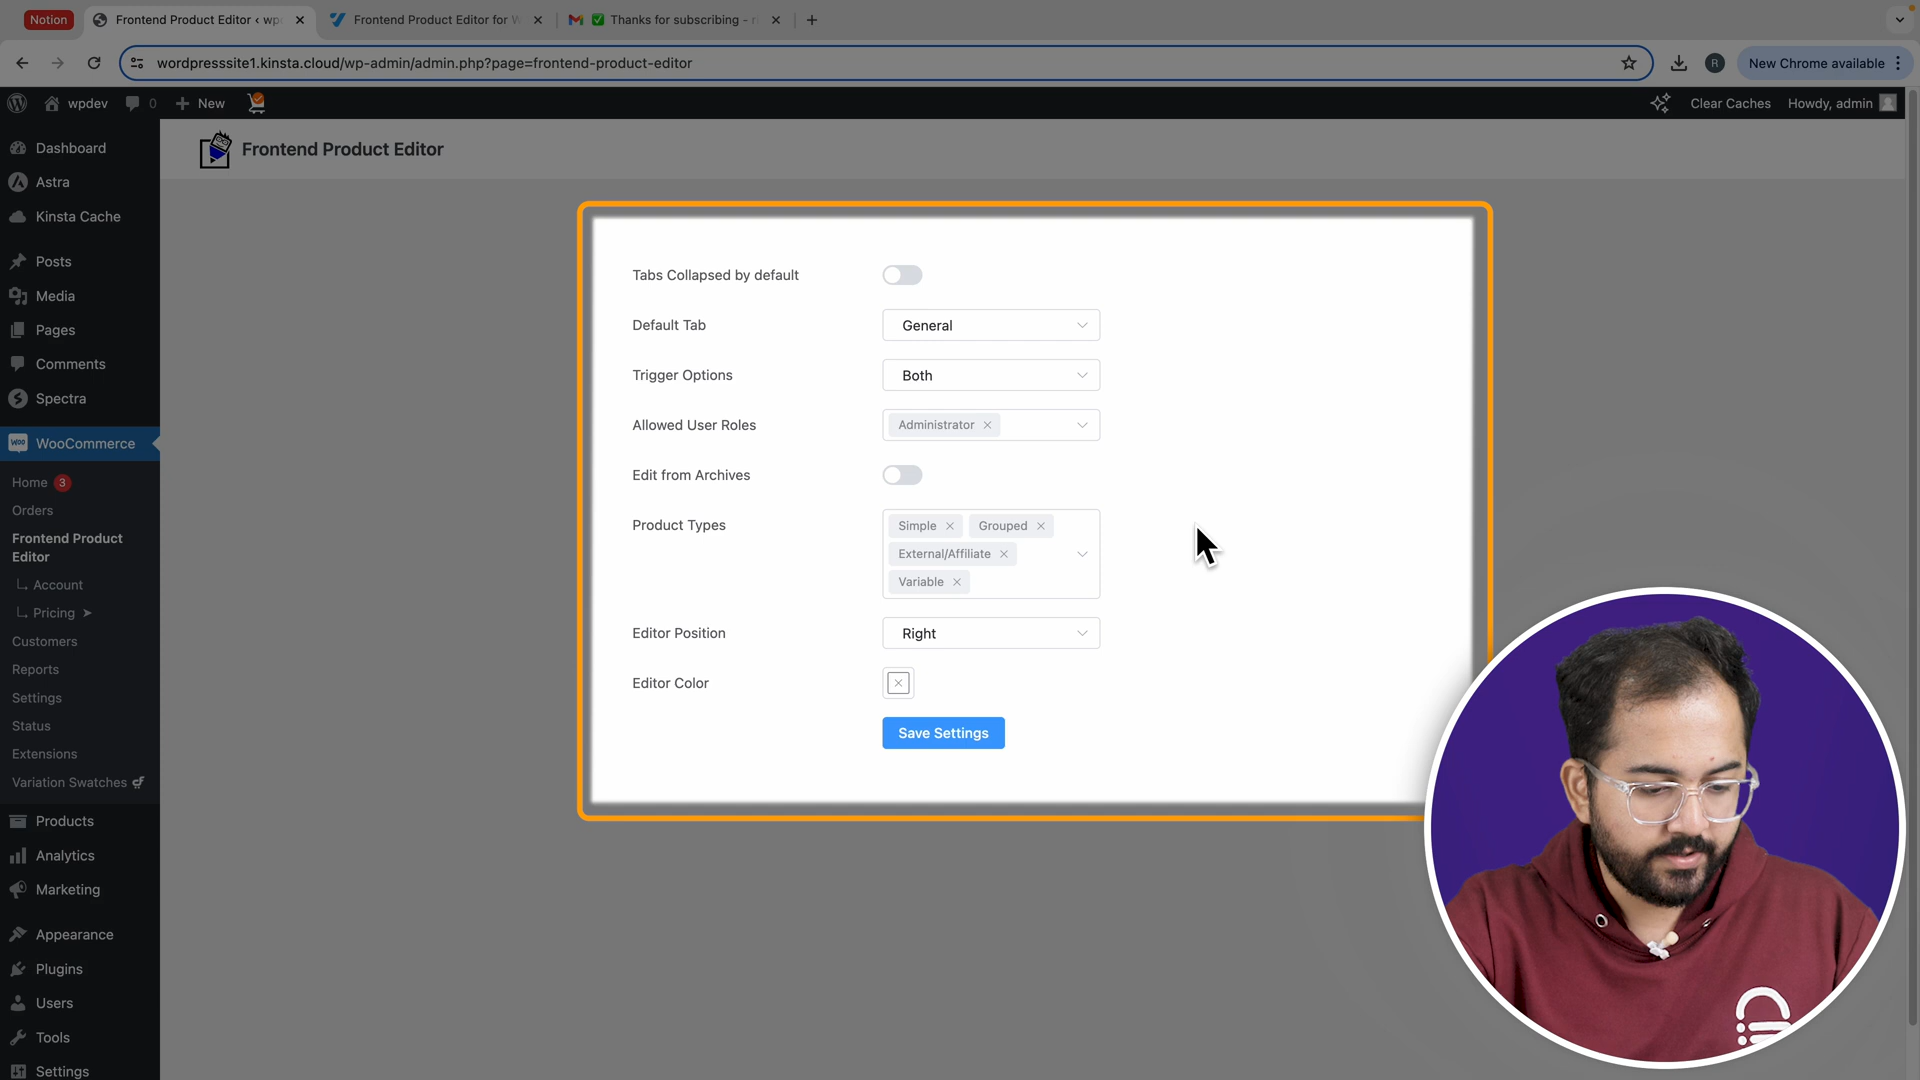 Notion
Frontend Product Editor ‹ wp
Frontend Product Editor for W
Thanks for subscribing -
wordpresssite1.kinsta.cloud/wp-admin/admin.php?page=frontend-product-editor
R
New Chrome available
wpdev
0
New
Clear Caches
Howdy, admin
Dashboard
Astra
Kinsta Cache
Posts
Media
Pages
Comments
Spectra
WooCommerce
Home 3
Orders
Frontend Product
Editor
Account
Pricing ➤
Customers
Reports
Settings
Status
Extensions
Variation Swatches
Products
Analytics
Marketing
Appearance
Plugins
Users
Tools
Settings
Frontend Product Editor
Tabs Collapsed by default
Default Tab
General
Trigger Options
Both
Allowed User Roles
Administrator
Edit from Archives
Product Types
Simple
Grouped
External/Affiliate
Variable
Editor Position
Right
Editor Color
Save Settings